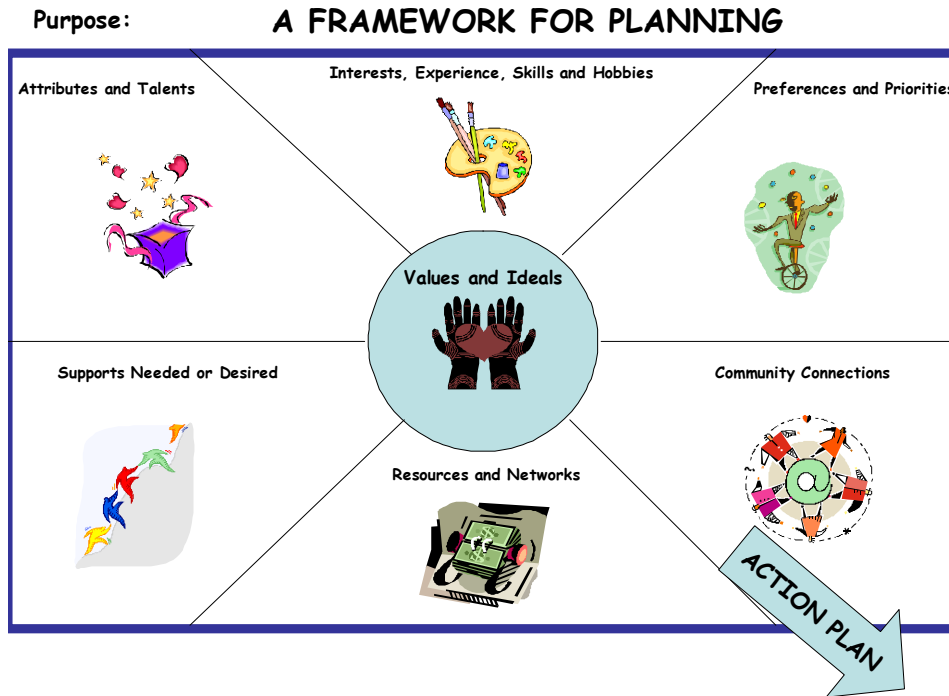 Purpose:
A FRAMEWORK FOR PLANNING
Attributes and Talents
Interests, Experience, Skills and Hobbies
Preferences and Priorities
Values and Ideals
Supports Needed or Desired
Community Connections
Resources and Networks
ACTION PLAN